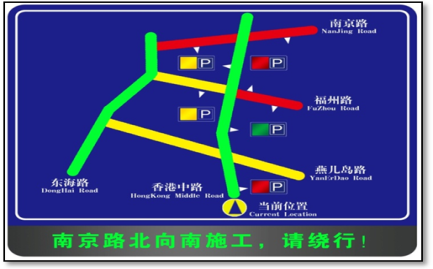 南京路
NanJing Road
P P
福州路
FuZhou Road
P
P
燕儿岛路
YanErDao Road
东海路
DongHai Road
香港中路
HongKong Middle Road
P
当前位置
Current Location
南京路北向南施工，请绕行!